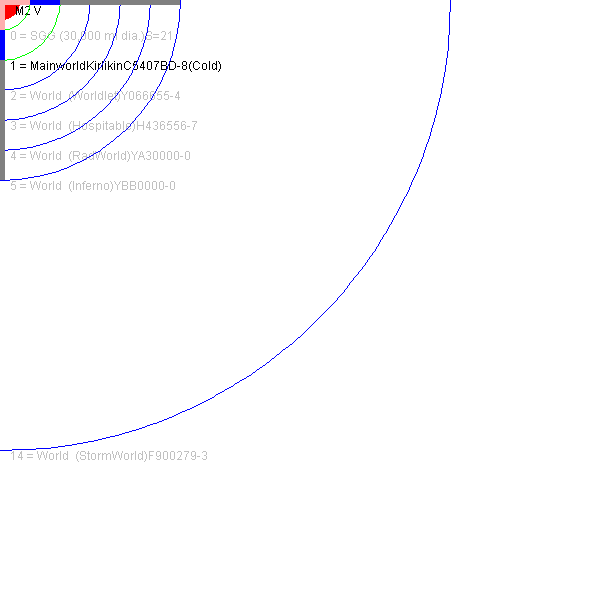 M2 V
0 = SGG (30,000 mi dia.)S=21
1 = MainworldKinlikinC5407BD-8(Cold)
2 = World (Worldlet)Y066655-4
3 = World (Hospitable)H436556-7
4 = World (RadWorld)YA30000-0
5 = World (Inferno)YBB0000-0
14 = World (StormWorld)F900279-3